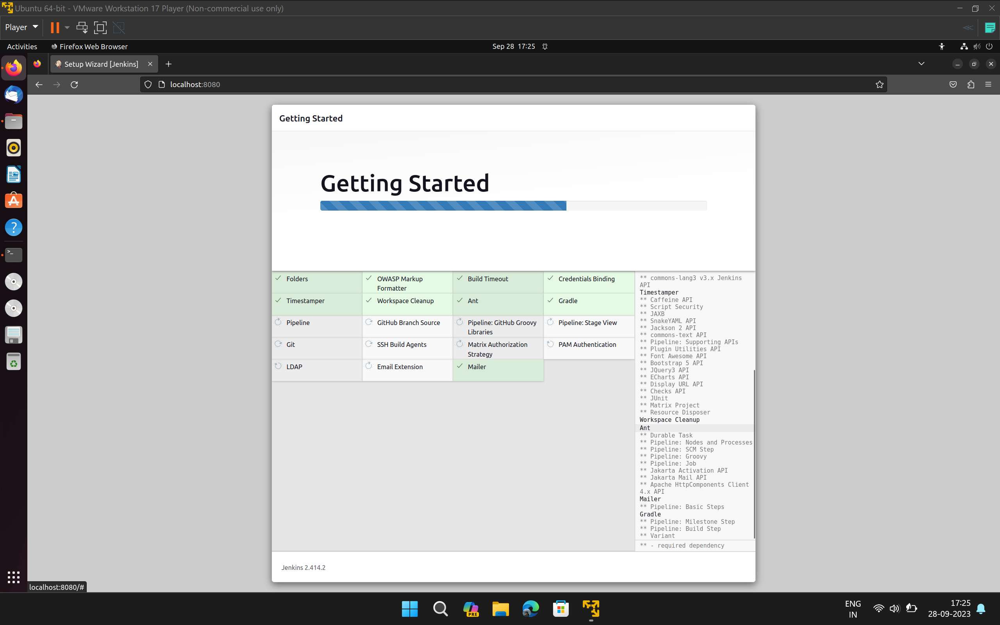 Ubuntu 64-bit - VMware Workstation 17 Player (Non-commercial use only)
Player
Activities
Firefox Web Browser
Sep 28 17:25
Setup Wizard [Jenkins]
localhost:8080
Getting Started
Getting Started
Folders
OWASP Markup
Formatter
Build Timeout
Credentials Binding
Timestamper
Workspace Cleanup
Ant
Gradle
Pipeline
GitHub Branch Source
Pipeline: GitHub Groovy
Libraries
Pipeline: Stage View
Git
SSH Build Agents
Matrix Authorization
Strategy
PAM Authentication
LDAP
Email Extension
Mailer
** commons-lang3 v3.x Jenkins
API
Timestamper
** Caffeine API
** Script Security
** JAXB
** SnakeYAML API
** Jackson 2 API
** commons-text API
** Pipeline: Supporting APIs
** Plugin Utilities API
** Font Awesome API
** Bootstrap 5 API
** JQuery3 API
** ECharts API
** Display URL API
** Checks API
** JUnit
** Matrix Project
** Resource Disposer
Workspace Cleanup
Ant
** Durable Task
** Pipeline: Nodes and Processes
** Pipeline: SCM Step
** Pipeline: Groovy
** Pipeline: Job
** Jakarta Activation API
** Jakarta Mail API
** Apache HttpComponents Client
4.x API
Mailer
** Pipeline: Basic Steps
Gradle
** Pipeline: Milestone Step
** Pipeline: Build Step
** Variant
** - required dependency
Jenkins 2.414.2
localhost:8080/#
PRE
ENG
IN
17:25
28-09-2023